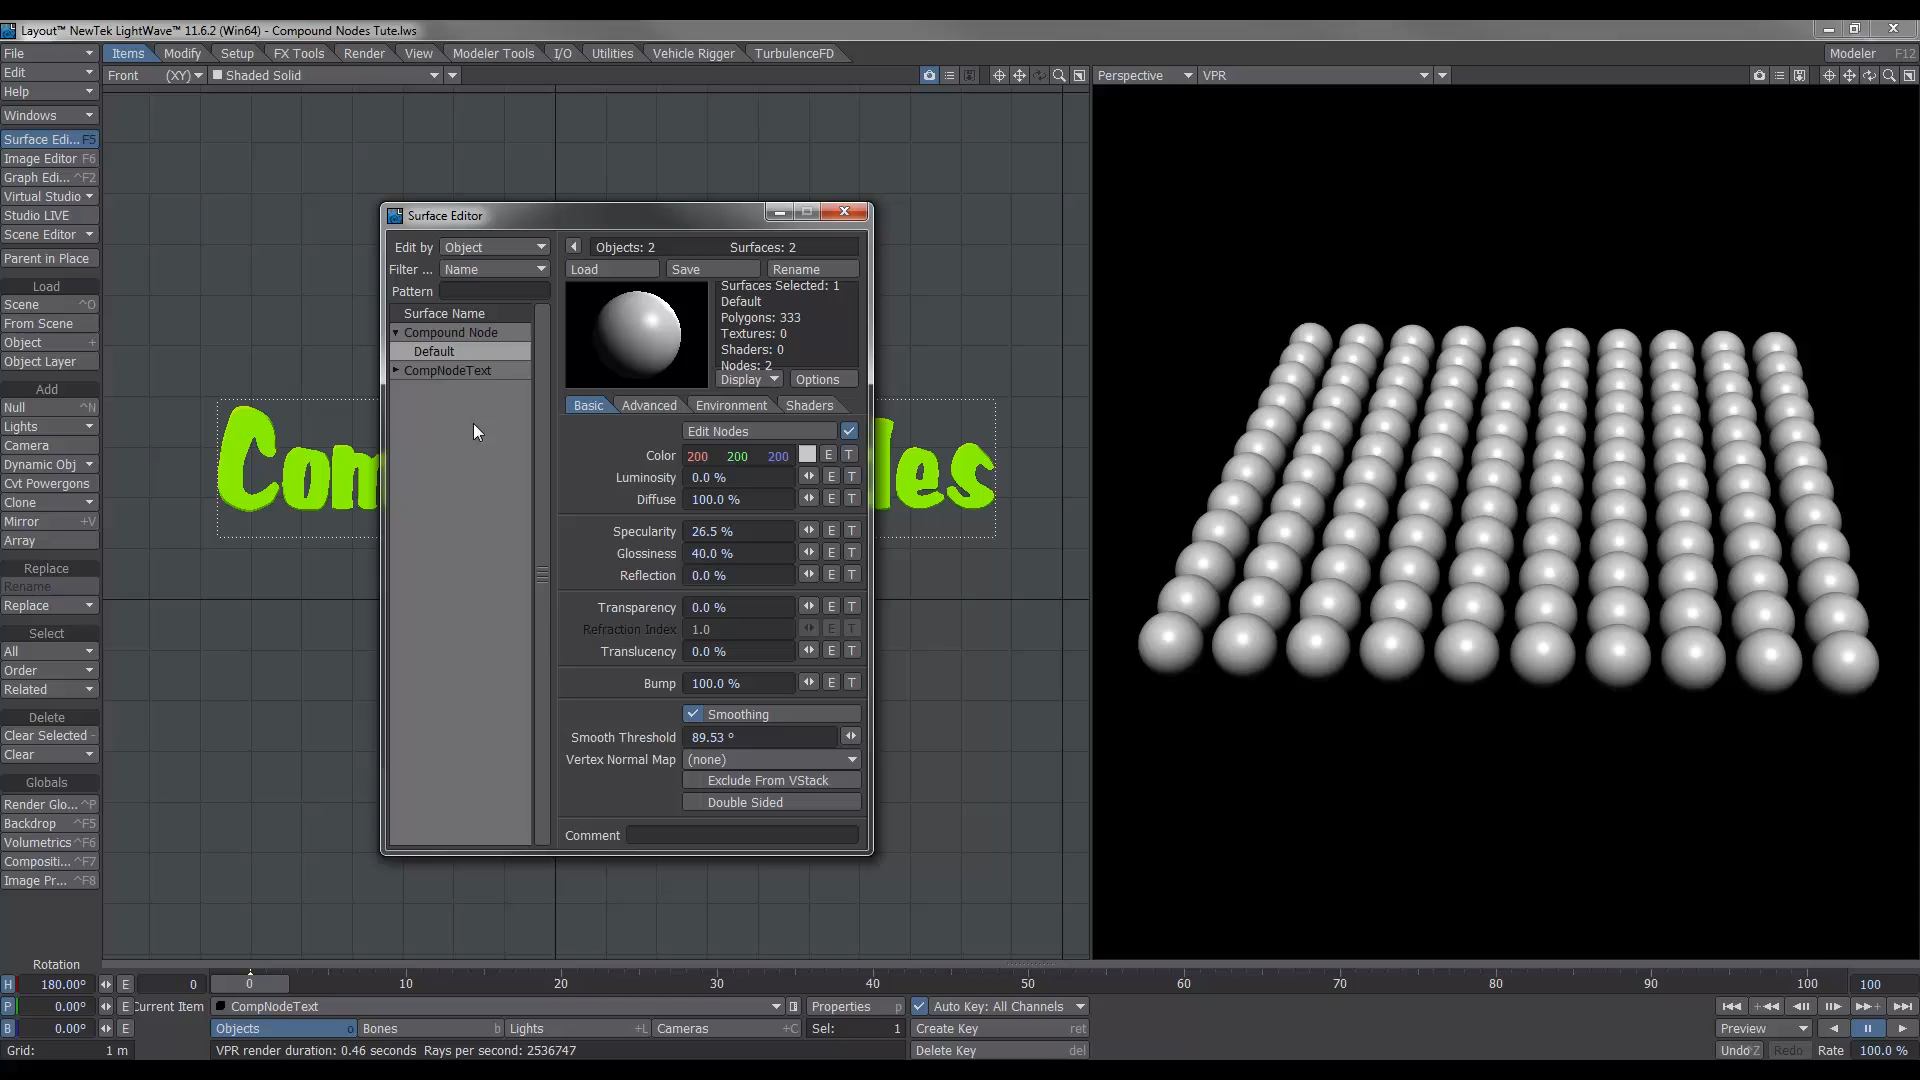 Layout™ NewTek LightWave™ 11.6.2 (Win64) - Compound Nodes Tute.lws
File
Items
Modify
Setup
FX Tools
Render
View
Modeler Tools
I/O
Utilities
Vehicle Rigger
TurbulenceFD
Modeler F12
Edit
Help
Windows
Front (XY)
Shaded Solid
Perspective
VPR
Surface Edi... F5
Image Editor F6
Graph Edi... ^F2
Virtual Studio
Studio LIVE
Scene Editor
Parent in Place
Load
Scene ^O
From Scene
Object +
Object Layer
Add
Null ^N
Lights
Camera
Dynamic Obj
Cvt Powergons
Clone
Mirror +V
Array
Replace
Rename
Replace
Select
All
Order
Related
Delete
Clear Selected -
Clear
Globals
Render Glo... ^P
Backdrop ^F5
Volumetrics ^F6
Compositi... ^F7
Image Pr... ^F8
Com
les
Surface Editor
Edit by Object
Filter ... Name
Pattern
Surface Name
Compound Node
Default
CompNodeText
Objects: 2 Surfaces: 2
Load Save Rename
Surfaces Selected: 1
Default
Polygons: 333
Textures: 0
Shaders: 0
Nodes: 2
Display Options
Basic Advanced Environment Shaders
Edit Nodes
Color 200 200 200 E T
Luminosity 0.0 % E T
Diffuse 100.0 % E T
Specularity 26.5 % E T
Glossiness 40.0 % E T
Reflection 0.0 % E T
Transparency 0.0 % E T
Refraction Index 1.0 E T
Translucency 0.0 % E T
Bump 100.0 % E T
Smoothing
Smooth Threshold 89.53 º
Vertex Normal Map (none)
Exclude From VStack
Double Sided
Comment
Rotation
H 180.00º E
P 0.00º E
B 0.00º E
Grid: 1 m
0
0 10 20 30 40 50 60 70 80 90 100
100
Current Item CompNodeText
Properties p
Auto Key: All Channels
Objects o
Bones b
Lights +L
Cameras +C
Sel: 1
Create Key ret
Preview
VPR render duration: 0.46 seconds Rays per second: 2536747
Delete Key del
Undo ^Z
Redo
Rate 100.0 %